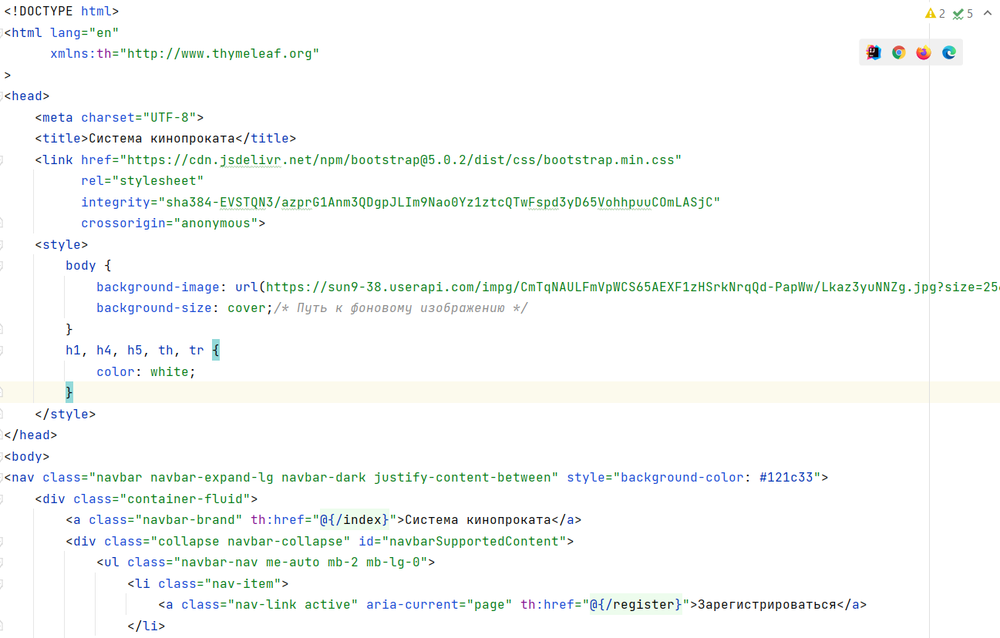 <!DOCTYPE html>
<html lang="en"
      xmlns:th="http://www.thymeleaf.org"
>
<head>
    <meta charset="UTF-8">
    <title>Система кинопроката</title>
    <link href="https://cdn.jsdelivr.net/npm/bootstrap@5.0.2/dist/css/bootstrap.min.css"
          rel="stylesheet"
          integrity="sha384-EVSTQN3/azprG1Anm3QDgpJLIm9Nao0Yz1ztcQTwFspd3yD65VohhpuuCOmLASjC"
          crossorigin="anonymous">
    <style>
        body {
            background-image: url(https://sun9-38.userapi.com/impg/CmTqNAULFmVpWCS65AEXF1zHSrkNrqQd-PapWw/Lkaz3yuNNZg.jpg?size=256
            background-size: cover;/* Путь к фоновому изображению */
        }
        h1, h4, h5, th, tr {
            color: white;
        }
    </style>
</head>
<body>
<nav class="navbar navbar-expand-lg navbar-dark justify-content-between" style="background-color: #121c33">
    <div class="container-fluid">
        <a class="navbar-brand" th:href="@{/index}">Система кинопроката</a>
        <div class="collapse navbar-collapse" id="navbarSupportedContent">
            <ul class="navbar-nav me-auto mb-2 mb-lg-0">
                <li class="nav-item">
                    <a class="nav-link active" aria-current="page" th:href="@{/register}">Зарегистрироваться</a>
                </li>
2 5